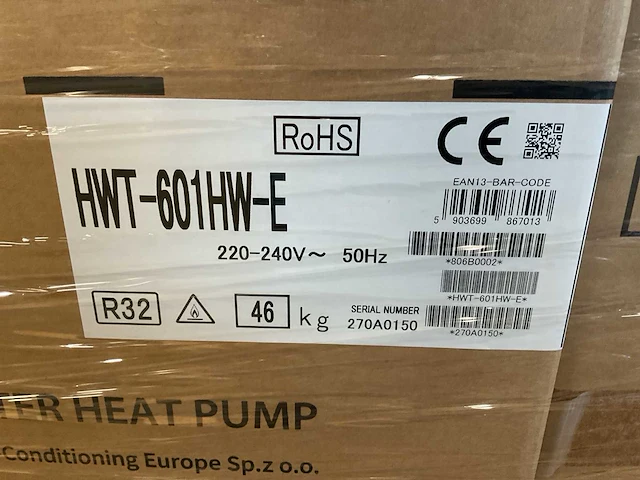 RoHS
CE
HWT-601HW-E
EAN13-BAR-CODE
5 903699 867013
220-240V~ 50Hz
*806B0002*
*HWT-601HW-E*
R32
46 kg
SERIAL NUMBER
270A0150
*270A0150*
TER HEAT PUMP
Conditioning Europe Sp.z o.o.